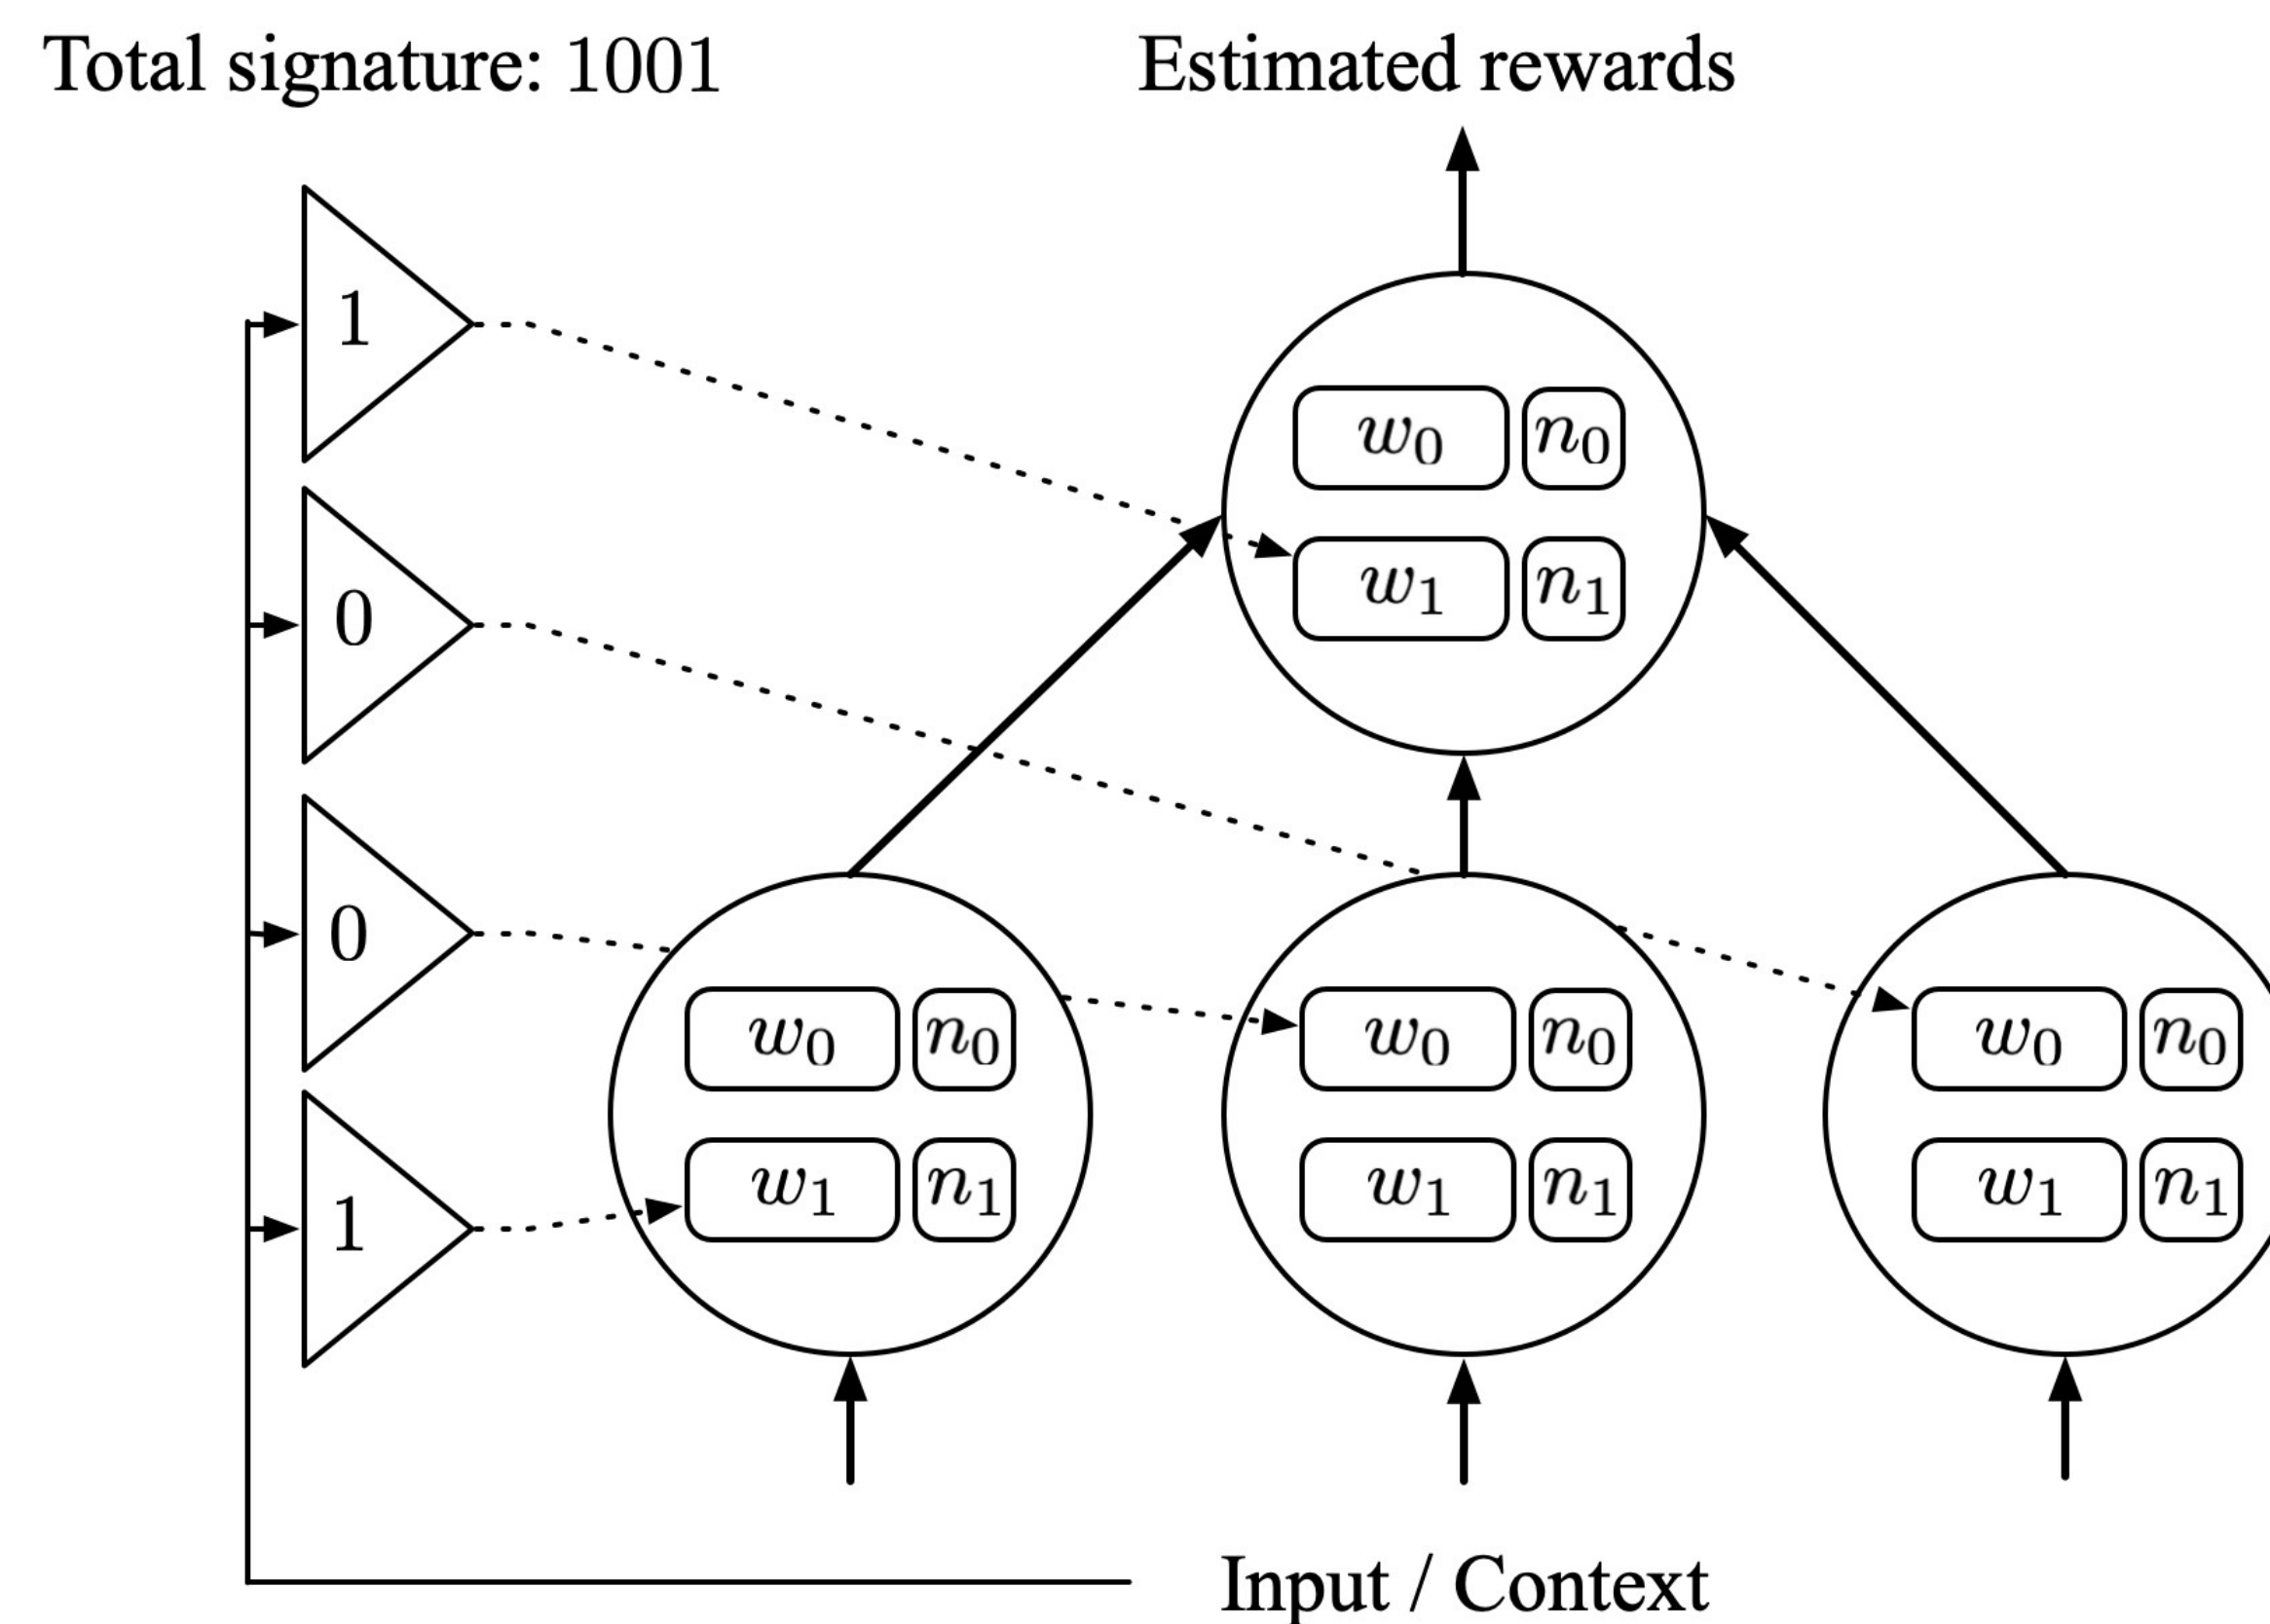 Total signature: 1001
Estimated rewards
1
w₀ n₀
w₁ n₁
0
0
w₀ n₀
w₀ n₀
w₀ n₀
1
w₁ n₁
w₁ n₁
w₁ n₁
Input / Context